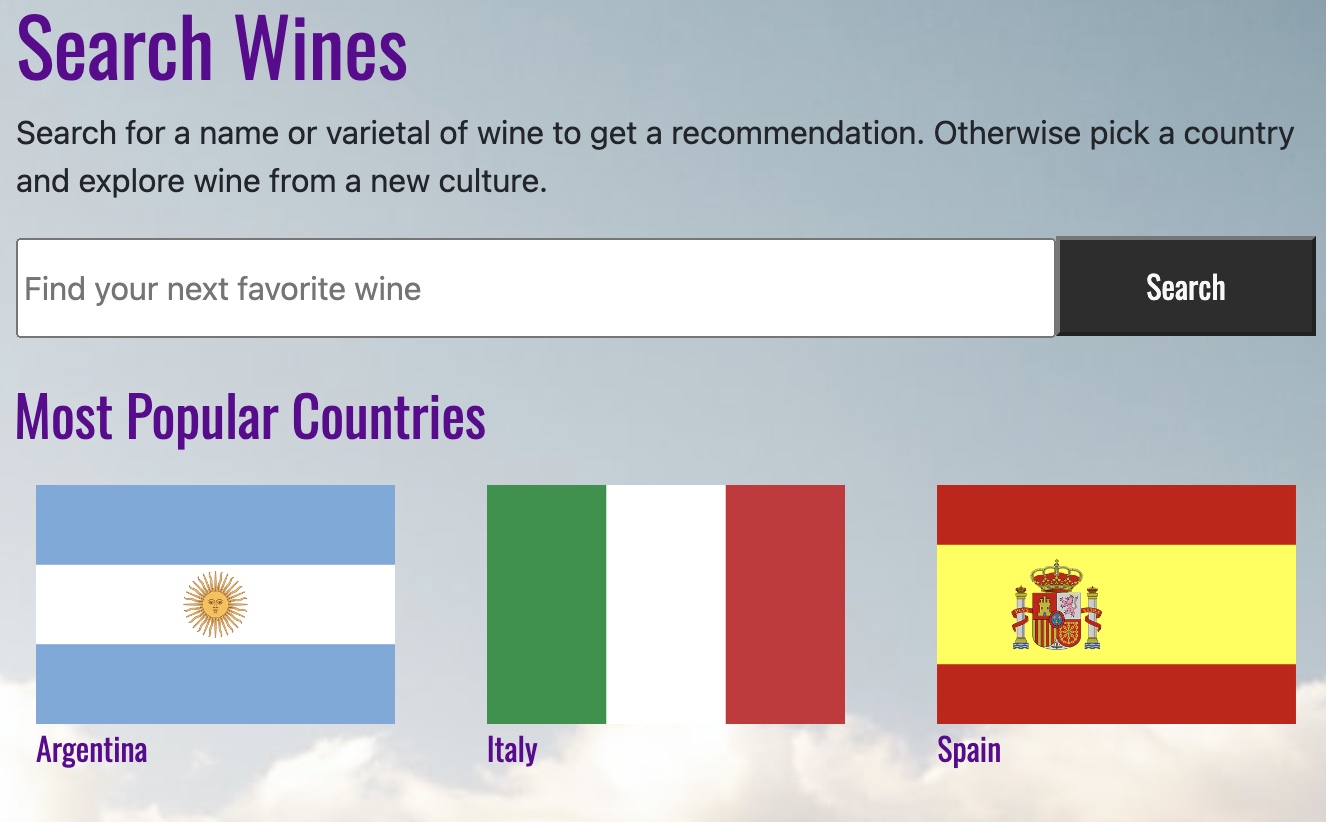 Search Wines
Search for a name or varietal of wine to get a recommendation. Otherwise pick a country
and explore wine from a new culture.
Find your next favorite wine
Search
Most Popular Countries
Argentina
Italy
Spain